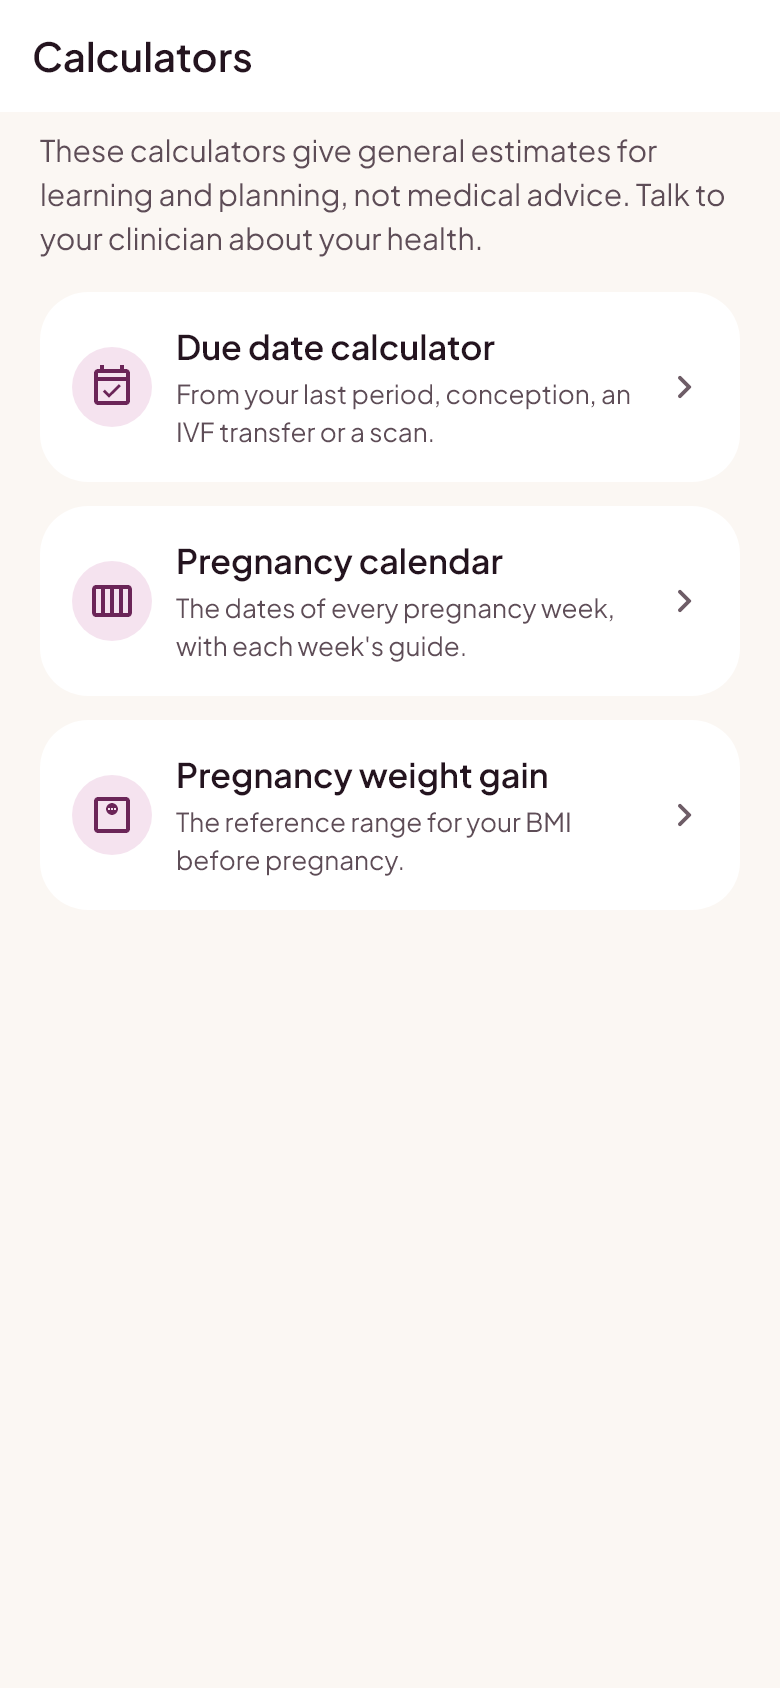 Calculators
These calculators give general estimates for
learning and planning, not medical advice. Talk to
your clinician about your health.
Due date calculator
From your last period, conception, an
IVF transfer or a scan.
Pregnancy calendar
The dates of every pregnancy week,
with each week's guide.
Pregnancy weight gain
The reference range for your BMI
before pregnancy.